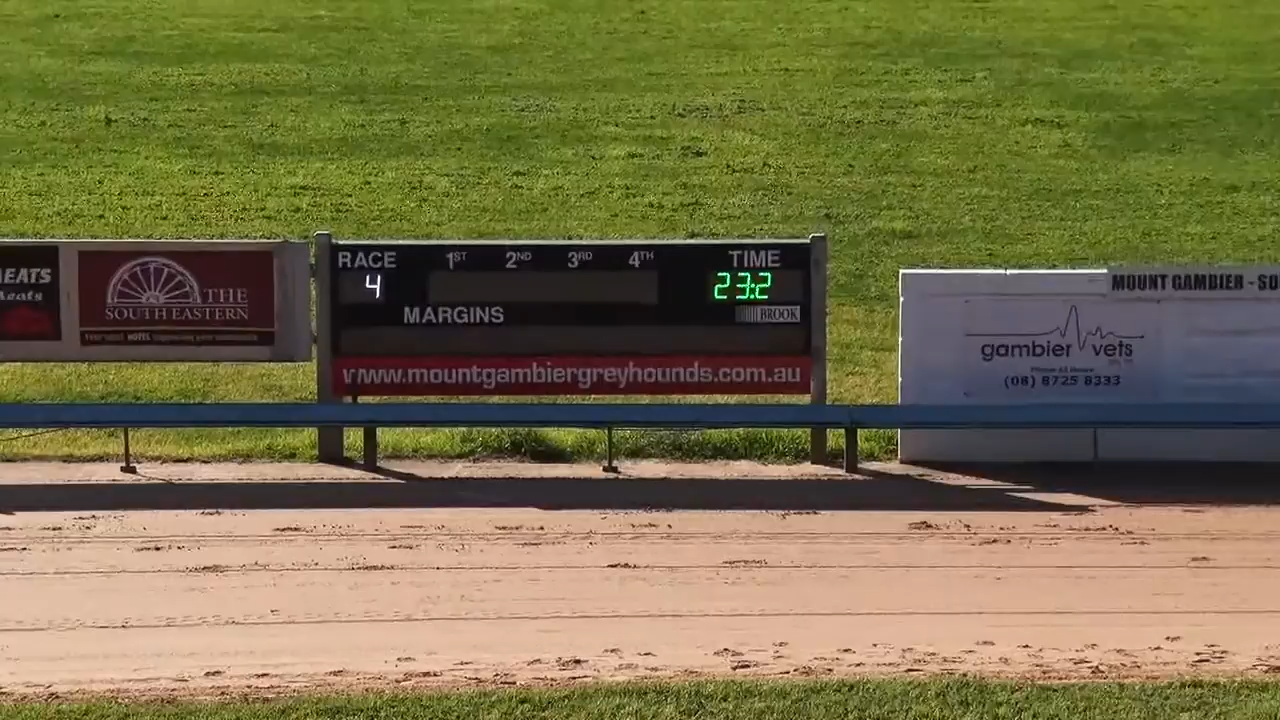 EATS
THE
SOUTH EASTERN
RACE 1ST 2ND 3RD 4TH TIME
4 23:2
MARGINS BROOK
www.mountgambiergreyhounds.com.au
MOUNT GAMBIER - SO
gambier vets
(08) 8725 8333